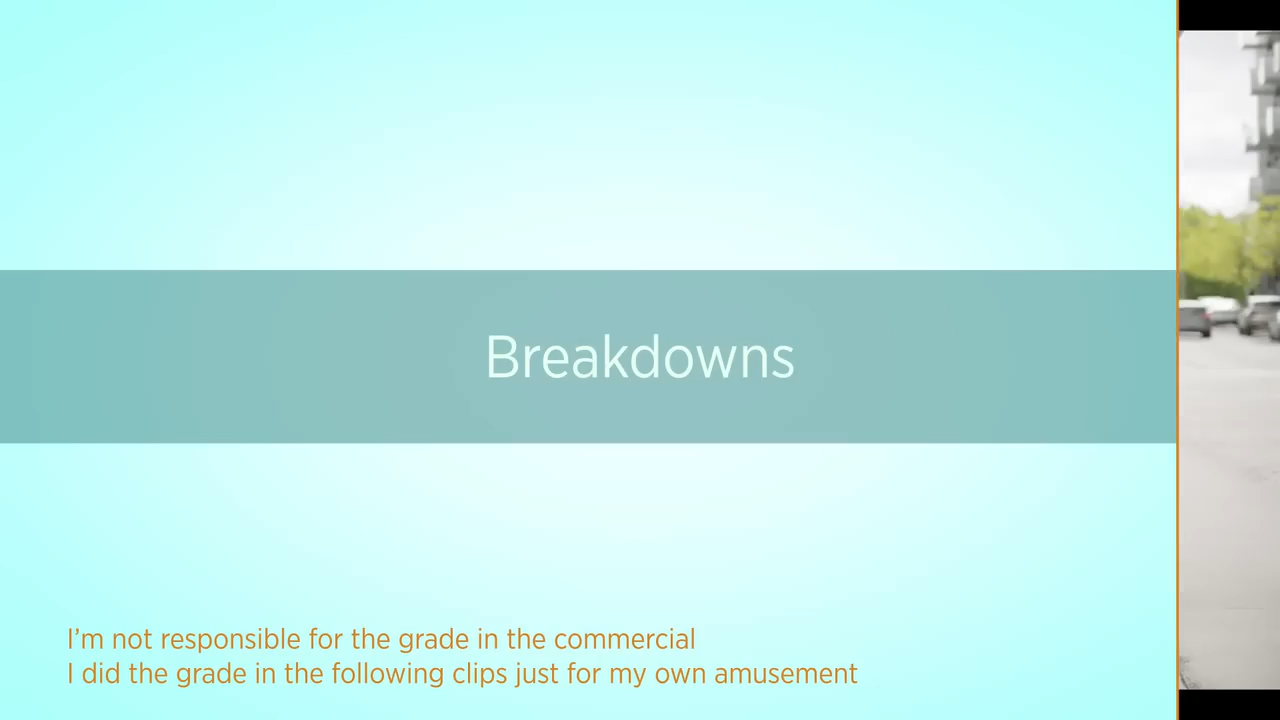 Breakdowns
I'm not responsible for the grade in the commercial
I did the grade in the following clips just for my own amusement